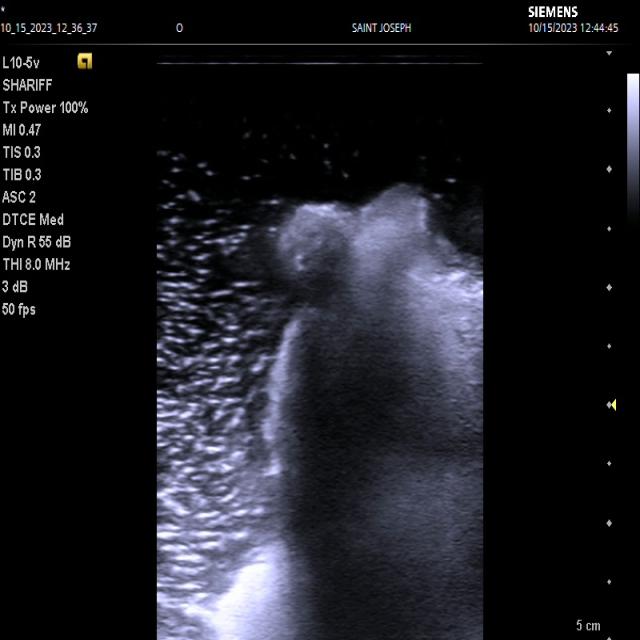 *
SIEMENS
10_15_2023_12_36_37 O SAINT JOSEPH 10/15/2023 12:44:45
L10-5v
SHARIFF
Tx Power 100%
MI 0.47
TIS 0.3
TIB 0.3
ASC 2
DTCE Med
Dyn R 55 dB
THI 8.0 MHz
3 dB
50 fps
5 cm